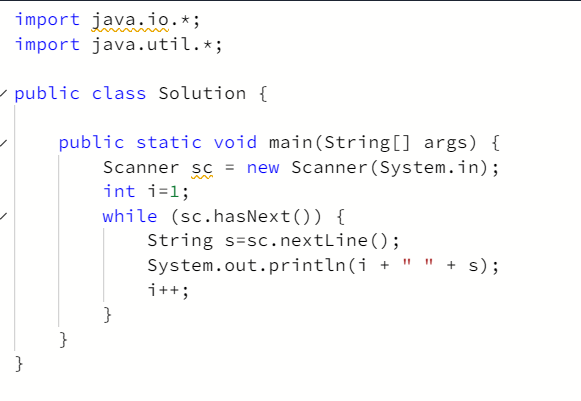 import java.io.*;
import java.util.*;
public class Solution {
public static void main(String[] args) {
Scanner sc = new Scanner(System.in);
int i=1;
while (sc.hasNext()) {
String s=sc.nextLine();
System.out.println(i + " " + s);
i++;
}
}
}